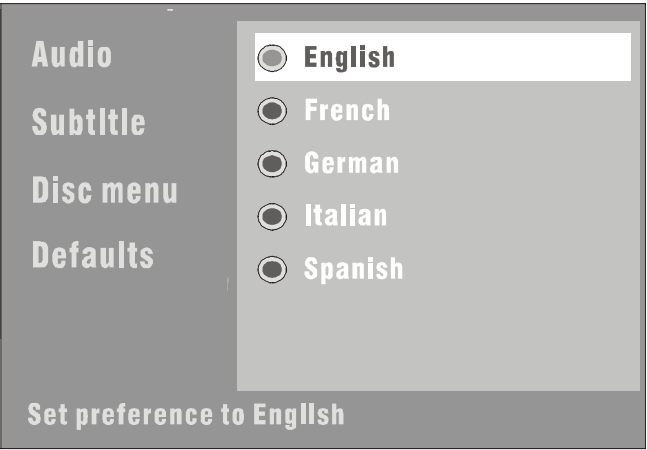 Audio
Subtitle
Disc menu
Defaults
English
French
German
Italian
Spanish
Set preference to English